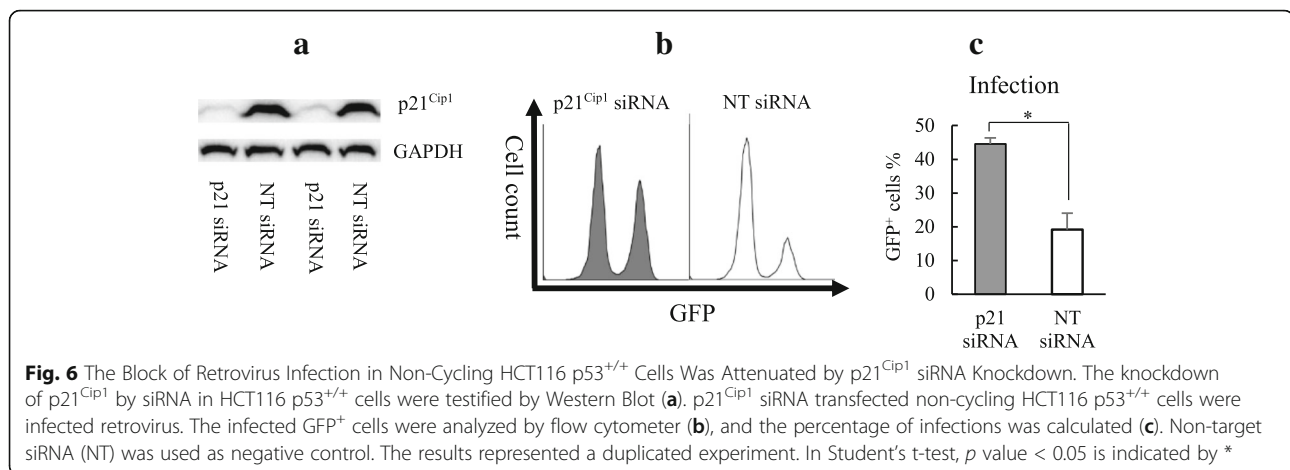 a
b
c
p21Cip1
GAPDH
p21 siRNA
NT siRNA
p21 siRNA
NT siRNA
p21Cip1 siRNA
NT siRNA
Cell count
GFP
Infection
*
GFP+ cells %
50
40
30
20
10
0
p21
siRNA
NT
siRNA
Fig. 6 The Block of Retrovirus Infection in Non-Cycling HCT116 p53+/+ Cells Was Attenuated by p21Cip1 siRNA Knockdown. The knockdown
of p21Cip1 by siRNA in HCT116 p53+/+ cells were testified by Western Blot (a). p21Cip1 siRNA transfected non-cycling HCT116 p53+/+ cells were
infected retrovirus. The infected GFP+ cells were analyzed by flow cytometer (b), and the percentage of infections was calculated (c). Non-target
siRNA (NT) was used as negative control. The results represented a duplicated experiment. In Student's t-test, p value < 0.05 is indicated by *